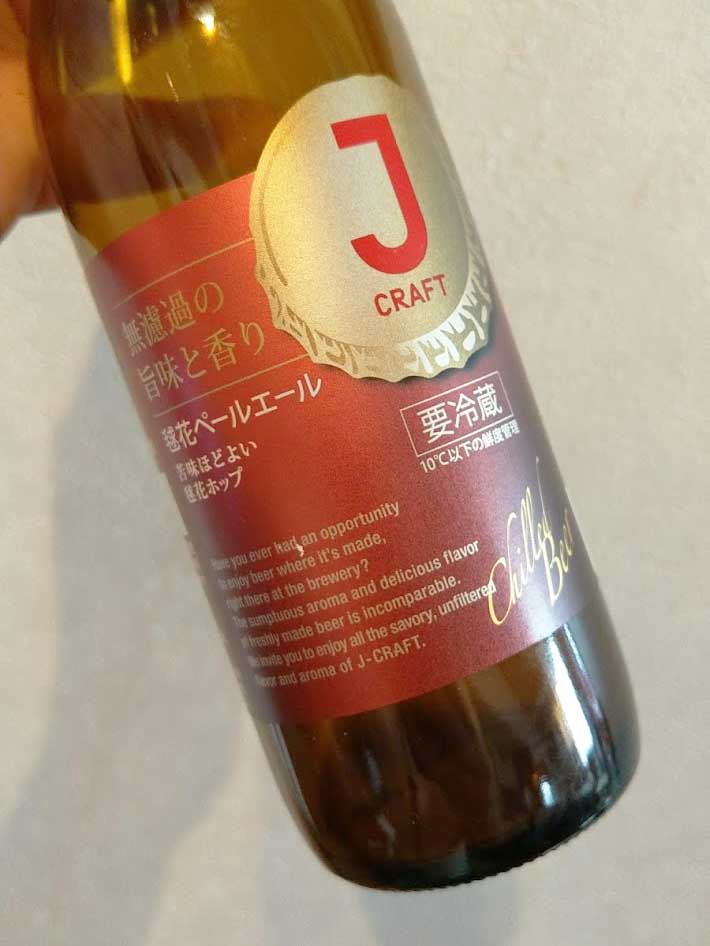 J
CRAFT
無濾過の
旨味と香り
毬花ペールエール
苦味ほどよい
毬花ホップ
要冷蔵
10℃以下の鮮度管理
Have you ever had an opportunity
to enjoy beer where it's made,
right there at the brewery?
The sumptuous aroma and delicious flavor
of freshly made beer is incomparable.
We invite you to enjoy all the savory, unfiltered
flavor and aroma of J-CRAFT.
Chilled
Beer